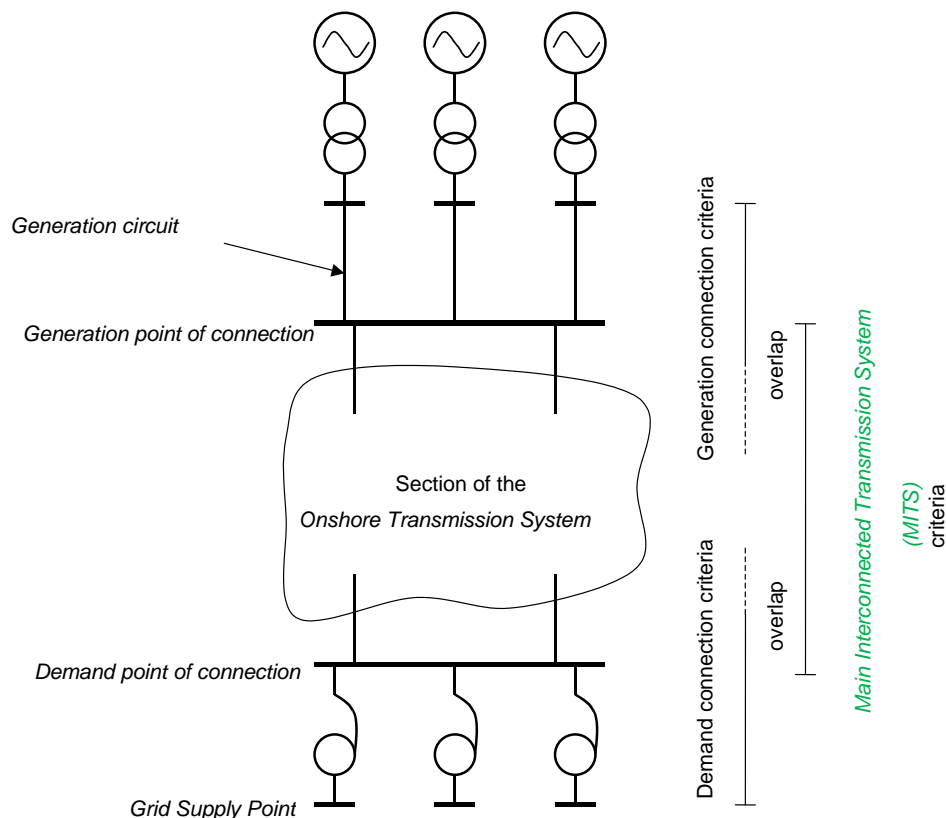 Generation circuit
Generation point of connection
Section of the
Onshore Transmission System
Demand point of connection
Grid Supply Point
Generation connection criteria
overlap
Demand connection criteria
overlap
Main Interconnected Transmission System
(MITS)
criteria